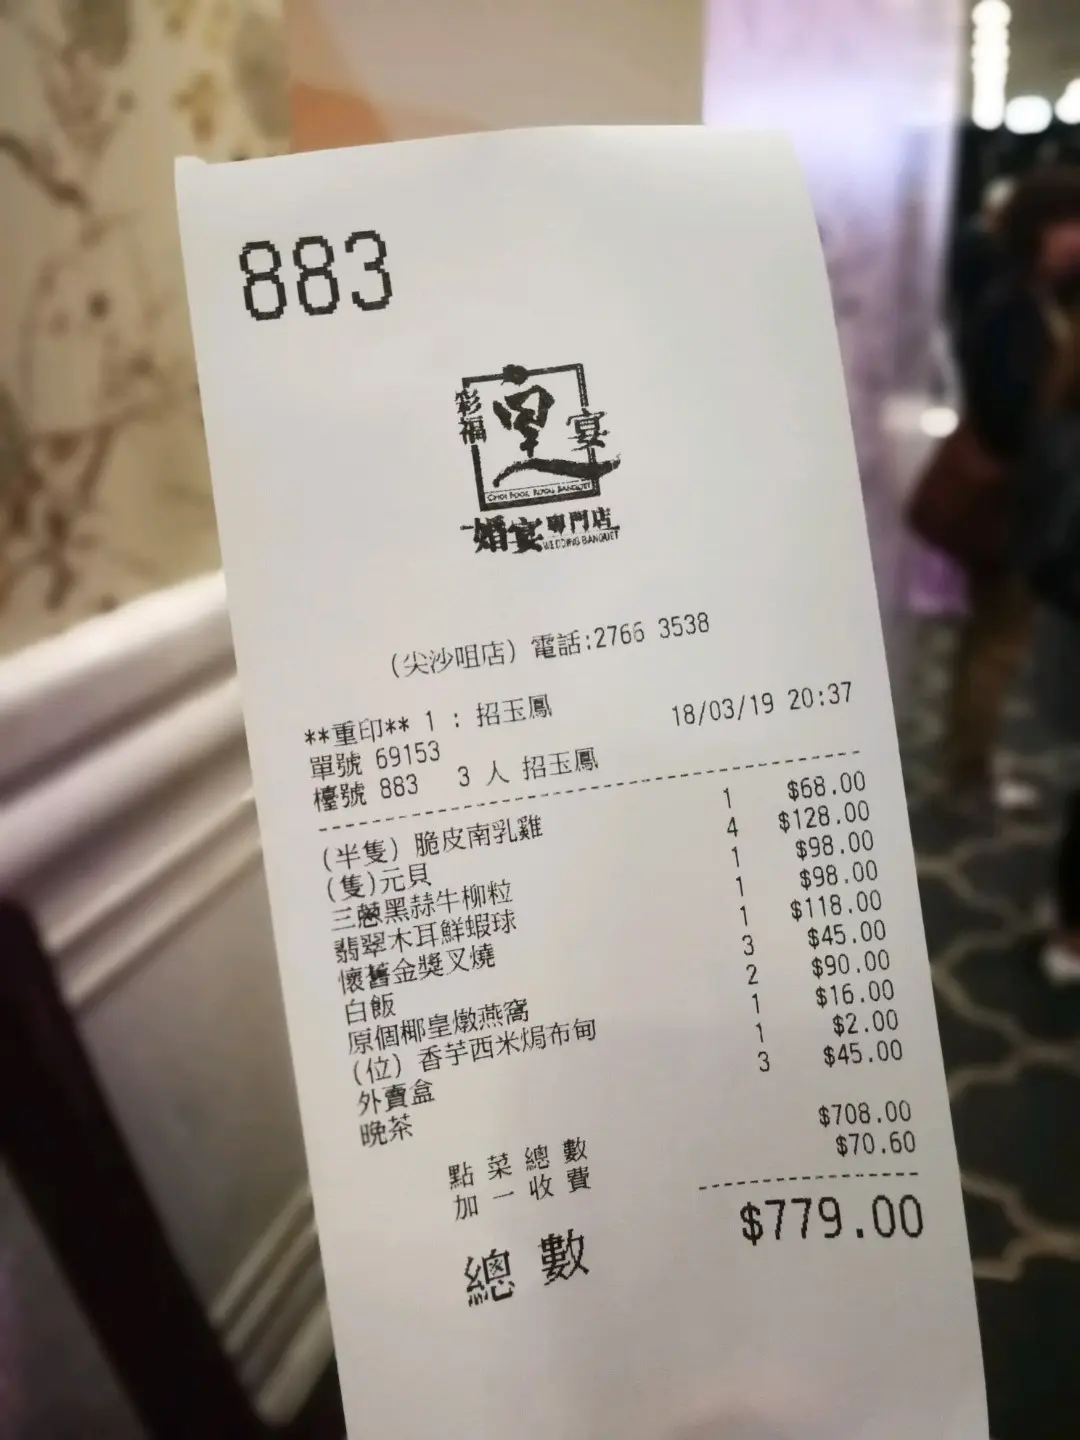 883
彩福 皇 宴
CHOI FOOK ROYAL BANQUET
婚宴專門店
WEDDING BANQUET
(尖沙咀店) 電話:2766 3538
**重印** 1 : 招玉鳳 18/03/19 20:37
單號 69153
檯號 883 3 人 招玉鳳
(半隻) 脆皮南乳雞 1 $68.00
(隻)元貝 4 $128.00
三蔥黑蒜牛柳粒 1 $98.00
翡翠木耳鮮蝦球 1 $98.00
懷舊金獎叉燒 1 $118.00
白飯 3 $45.00
原個椰皇燉燕窩 2 $90.00
(位) 香芋西米焗布甸 1 $16.00
外賣盒 1 $2.00
晚茶 3 $45.00
點菜總數 $708.00
加一收費 $70.60
總數 $779.00